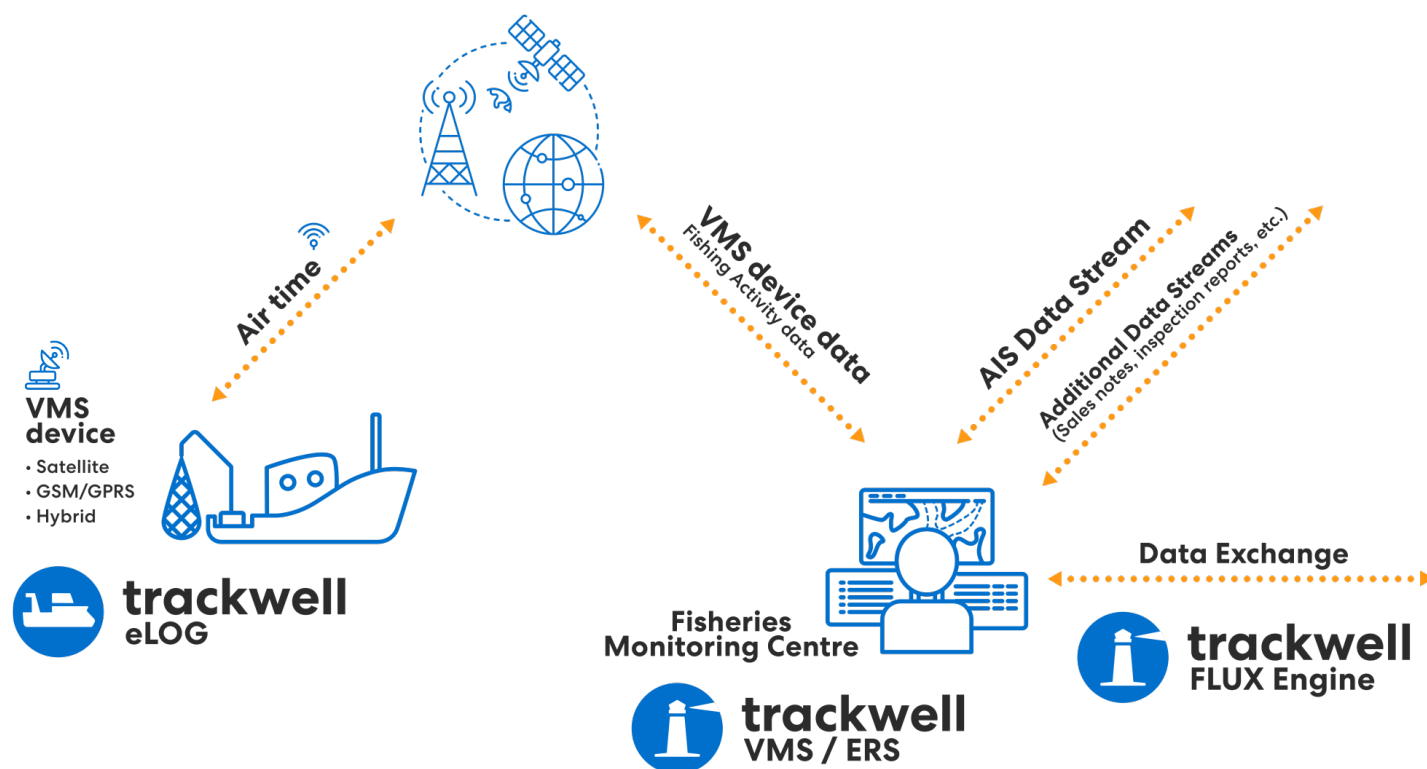 Air time
VMS device data
Fishing Activity data
AIS Data Stream
Additional Data Streams
(Sales notes, inspection reports, etc.)
VMS
device
• Satellite
• GSM/GPRS
• Hybrid
trackwell
eLOG
Fisheries
Monitoring Centre
trackwell
VMS / ERS
Data Exchange
trackwell
FLUX Engine